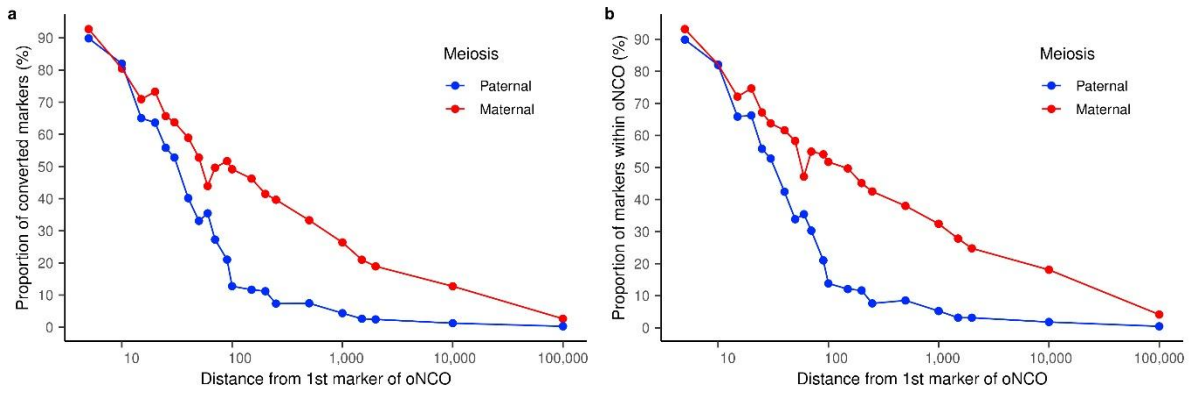 a
Proportion of converted markers (%)
90
80
70
60
50
40
30
20
10
0
Meiosis
Paternal
Maternal
10
100
1,000
10,000
100,000
Distance from 1st marker of oNCO
b
Proportion of markers within oNCO (%)
90
80
70
60
50
40
30
20
10
0
Meiosis
Paternal
Maternal
10
100
1,000
10,000
100,000
Distance from 1st marker of oNCO